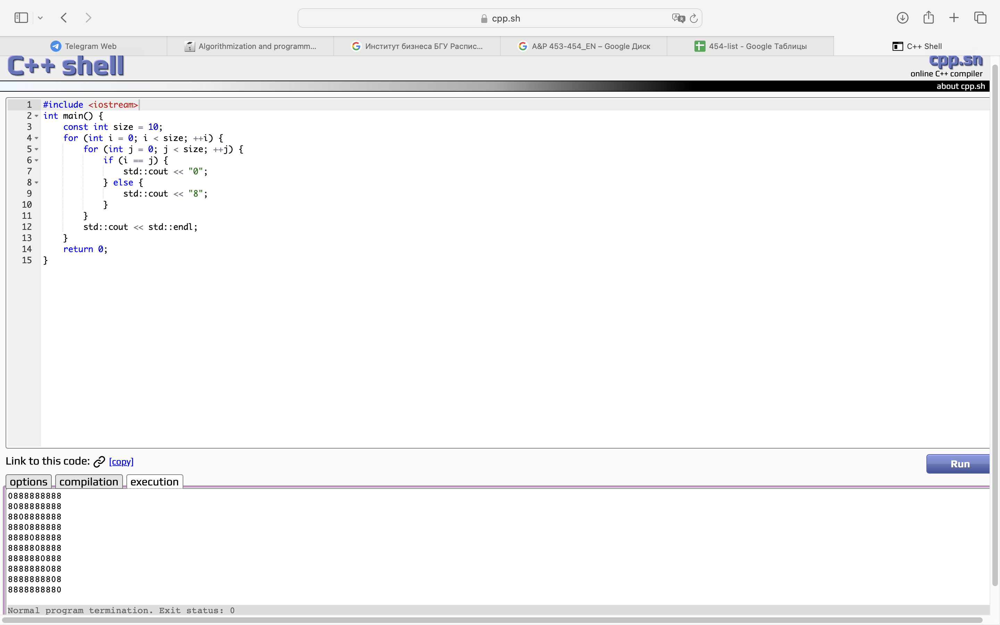 cpp.sh
Telegram Web
Algorithmization and programm...
Институт бизнеса БГУ Распис...
A&P 453-454_EN – Google Диск
454-list - Google Таблицы
C++ Shell
C++ shell
cpp.sh
online C++ compiler
about cpp.sh
1 #include <iostream>
2 int main() {
3     const int size = 10;
4     for (int i = 0; i < size; ++i) {
5         for (int j = 0; j < size; ++j) {
6             if (i == j) {
7                 std::cout << "0";
8             } else {
9                 std::cout << "8";
10             }
11         }
12         std::cout << std::endl;
13     }
14     return 0;
15 }
Link to this code: [copy]
Run
options compilation execution
0888888888
8088888888
8808888888
8880888888
8888088888
8888808888
8888880888
8888888088
8888888808
8888888880
Normal program termination. Exit status: 0